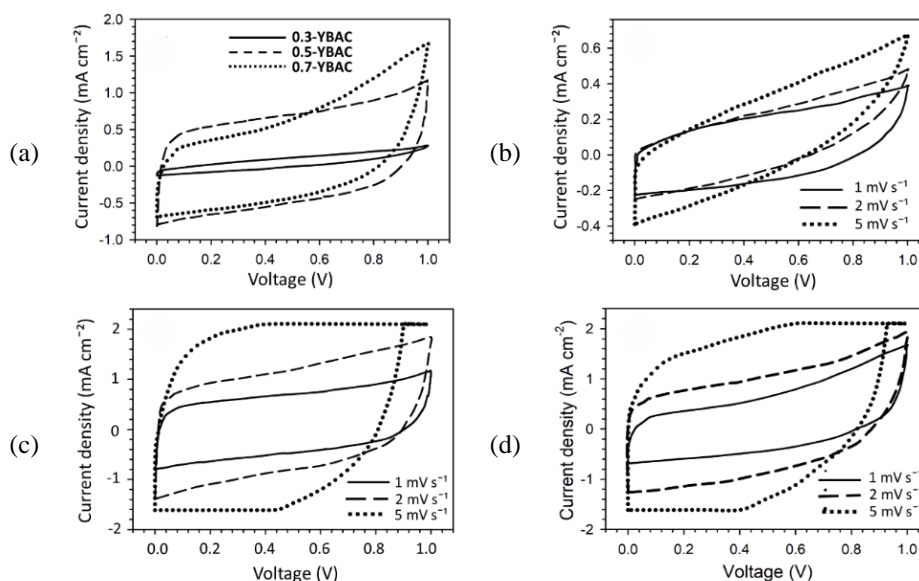 (a)
Current density (mA cm⁻²)
2.0
1.5
1.0
0.5
0.0
-0.5
-1.0
0.3-YBAC
0.5-YBAC
0.7-YBAC
0.0 0.2 0.4 0.6 0.8 1.0
Voltage (V)
(b)
Current density (mA cm⁻²)
0.6
0.4
0.2
0.0
-0.2
-0.4
1 mV s⁻¹
2 mV s⁻¹
5 mV s⁻¹
0.0 0.2 0.4 0.6 0.8 1.0
Voltage (V)
(c)
Current density (mA cm⁻²)
2
1
0
-1
-2
1 mV s⁻¹
2 mV s⁻¹
5 mV s⁻¹
0.0 0.2 0.4 0.6 0.8 1.0
Voltage (V)
(d)
Current density (mA cm⁻²)
2
1
0
-1
-2
1 mV s⁻¹
2 mV s⁻¹
5 mV s⁻¹
0.0 0.2 0.4 0.6 0.8 1.0
Voltage (V)